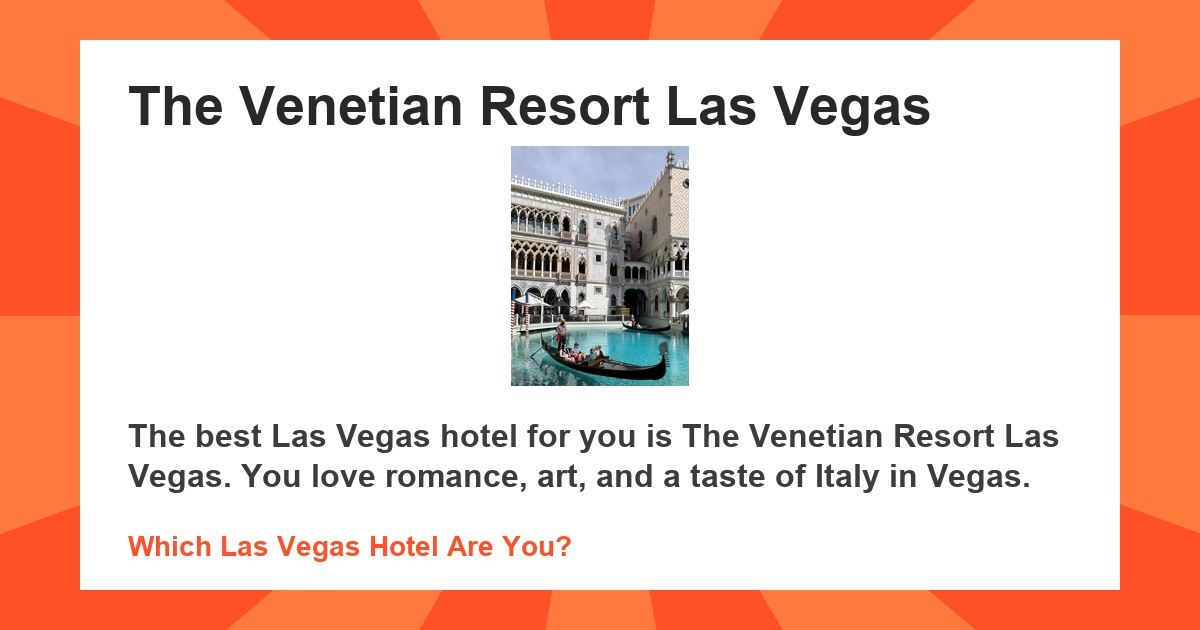 The Venetian Resort Las Vegas
The best Las Vegas hotel for you is The Venetian Resort Las
Vegas. You love romance, art, and a taste of Italy in Vegas.
Which Las Vegas Hotel Are You?